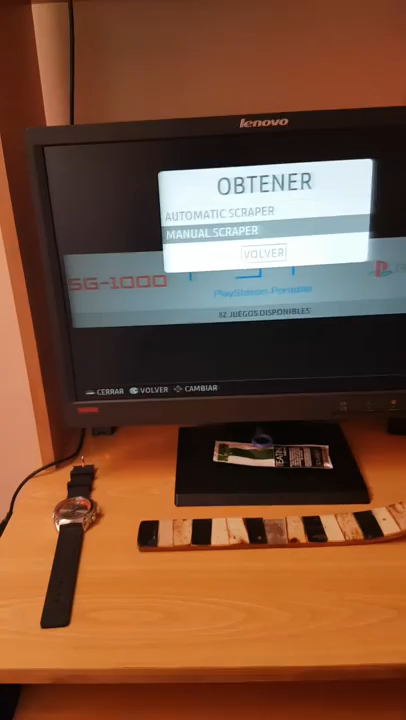 lenovo
OBTENER
AUTOMATIC SCRAPER
MANUAL SCRAPER
VOLVER
SG-1000
PlayStation Portable
82 JUEGOS DISPONIBLES
CERRAR VOLVER CAMBIAR